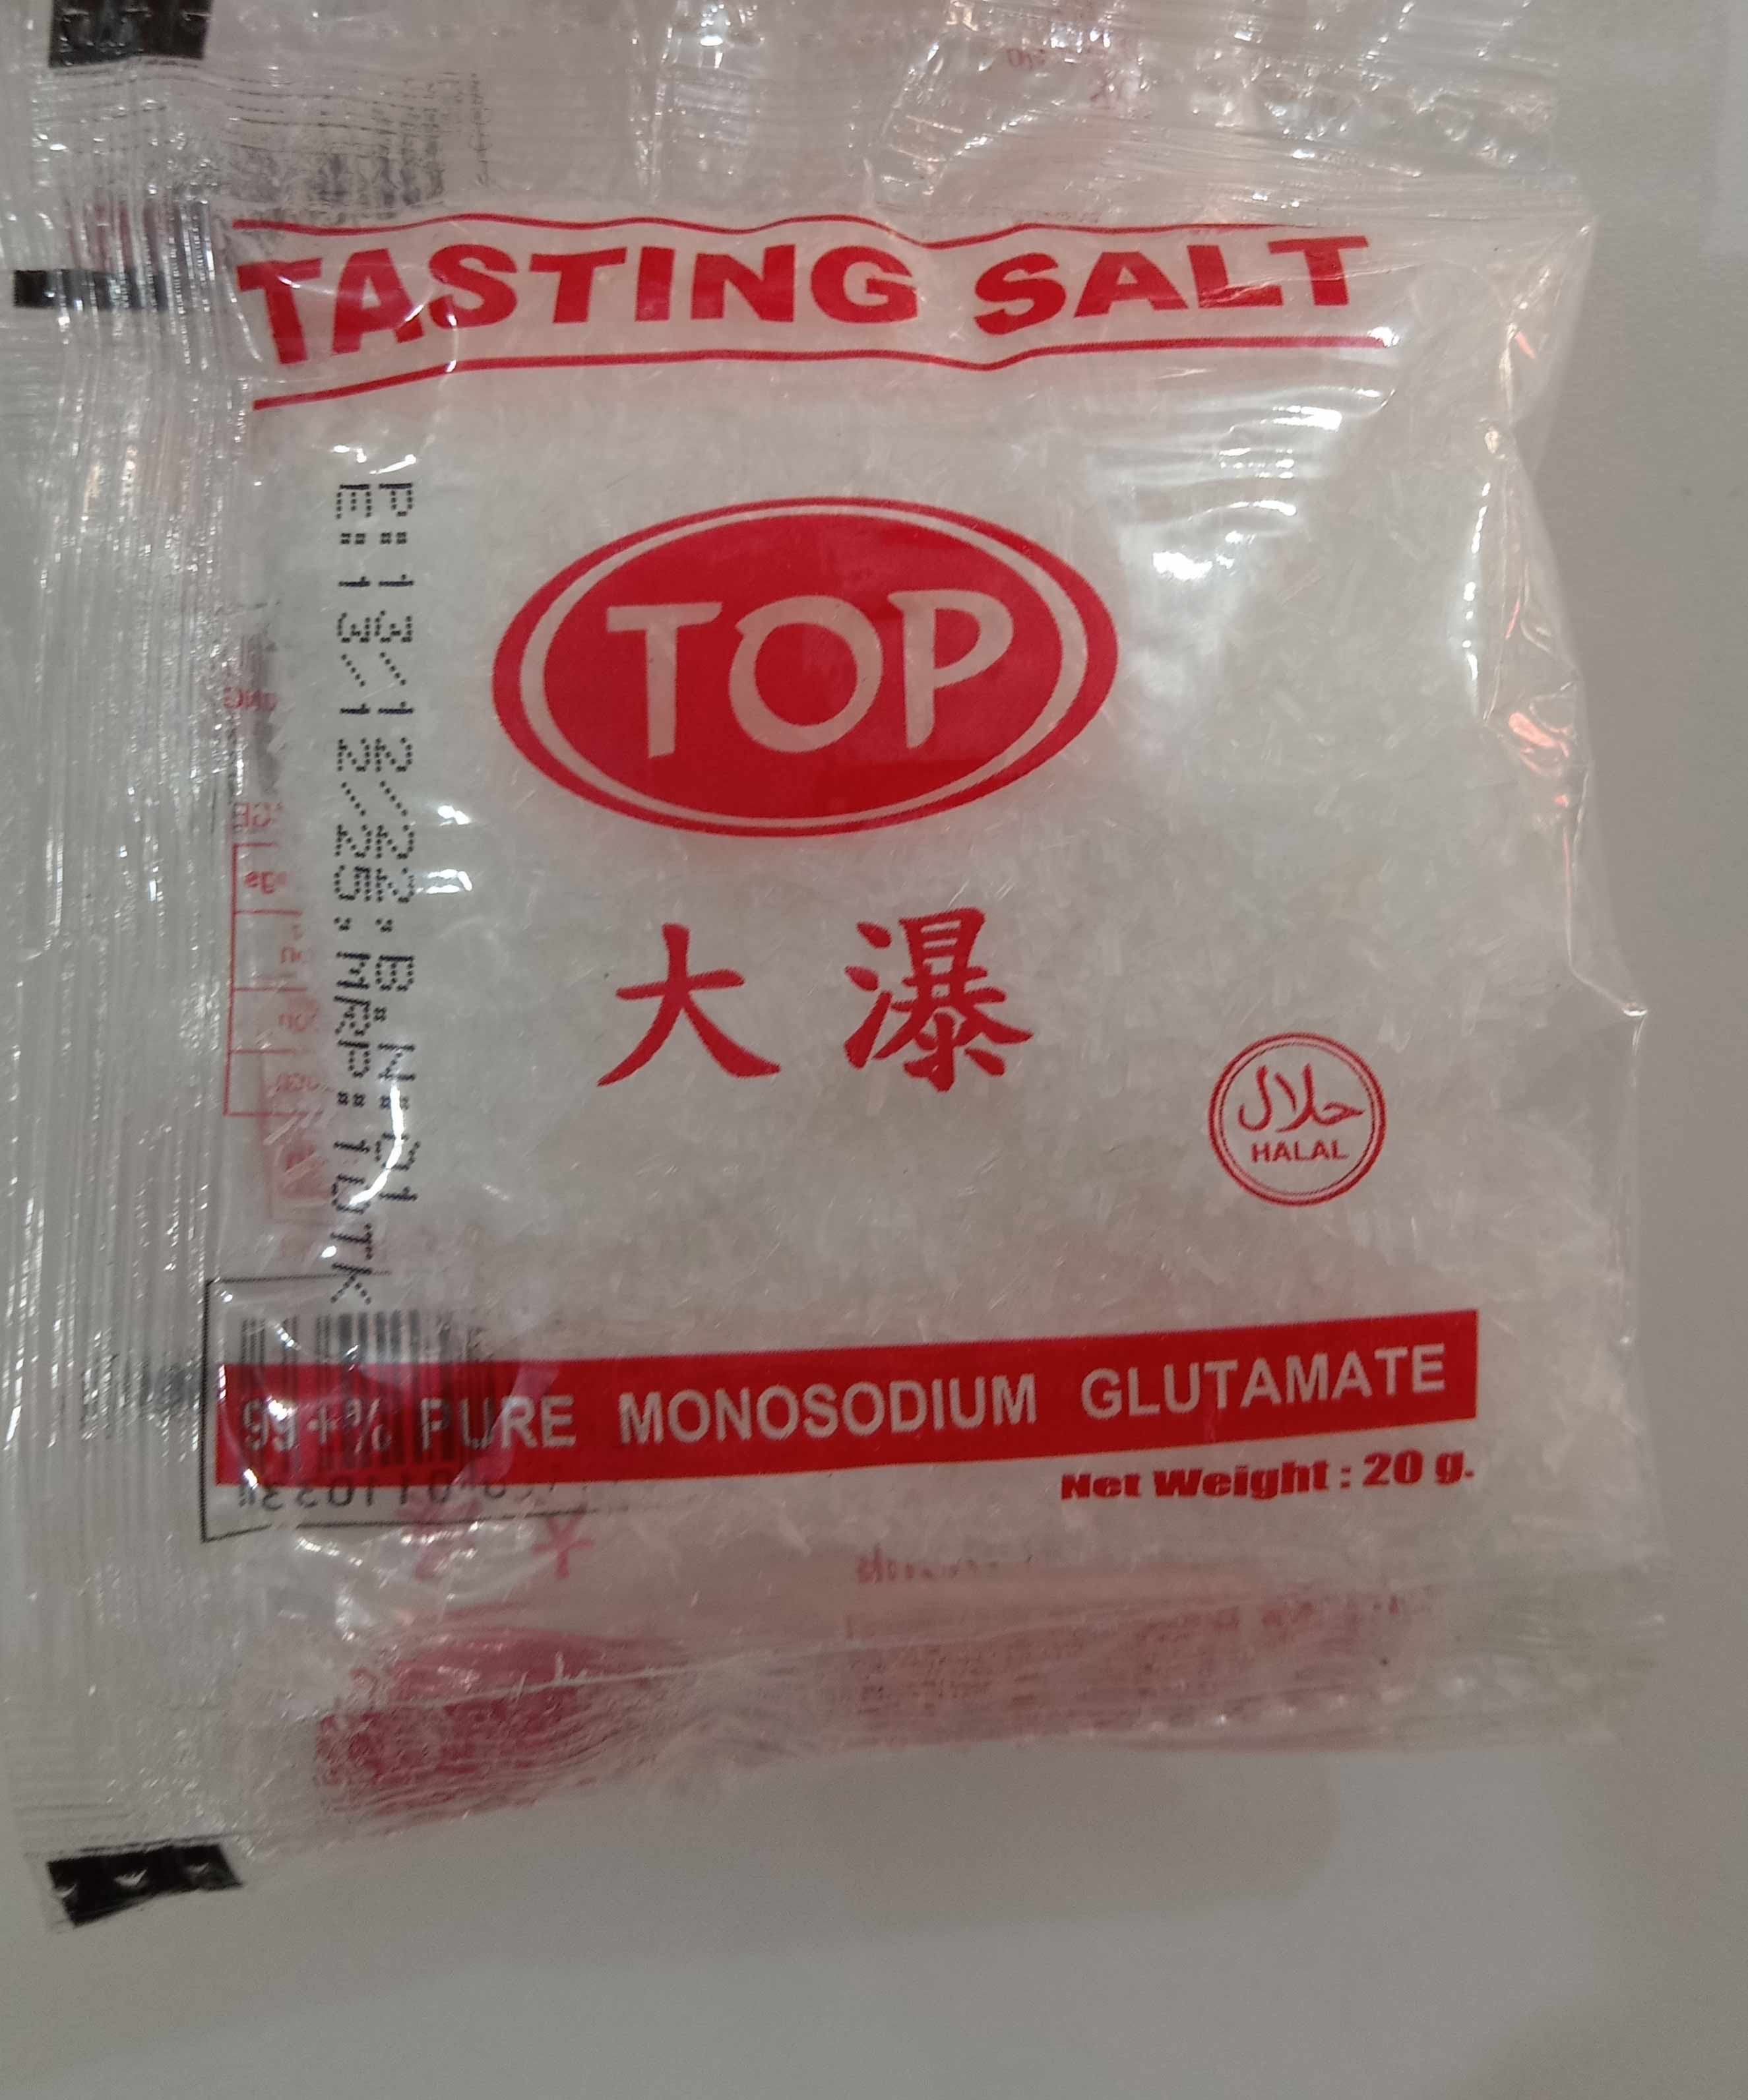 TASTING SALT
P:13/12/22;B.N:21
E:13/12/25;MRP:10TK
TOP
大瀑
حلال
HALAL
99+% PURE MONOSODIUM GLUTAMATE
Net Weight : 20 g.